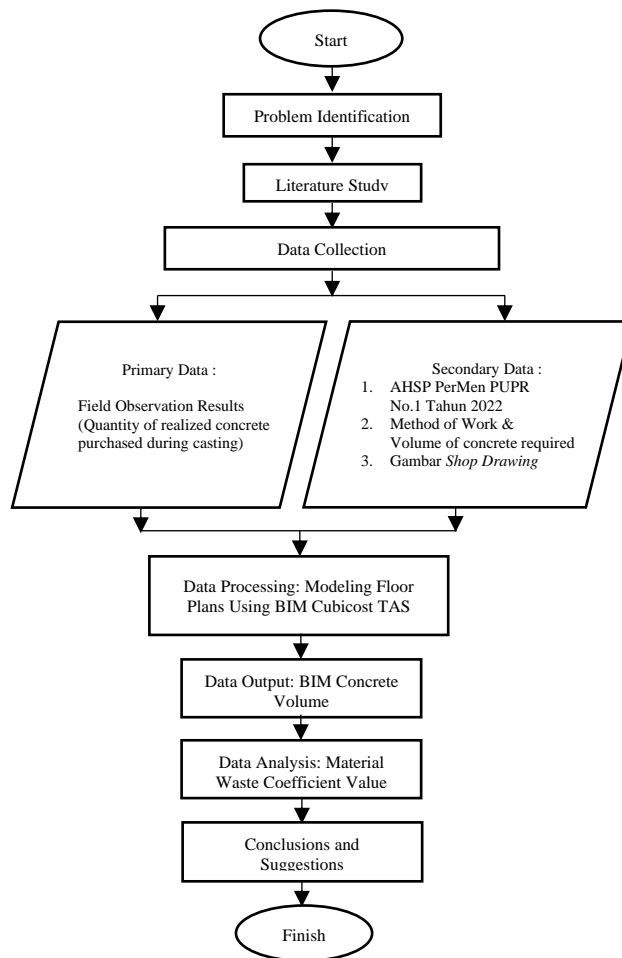 Start
Problem Identification
Literature Study
Data Collection
Primary Data :
Field Observation Results
(Quantity of realized concrete
purchased during casting)
Secondary Data :
1. AHSP PerMen PUPR
No.1 Tahun 2022
2. Method of Work &
Volume of concrete required
3. Gambar Shop Drawing
Data Processing: Modeling Floor
Plans Using BIM Cubicost TAS
Data Output: BIM Concrete
Volume
Data Analysis: Material
Waste Coefficient Value
Conclusions and
Suggestions
Finish